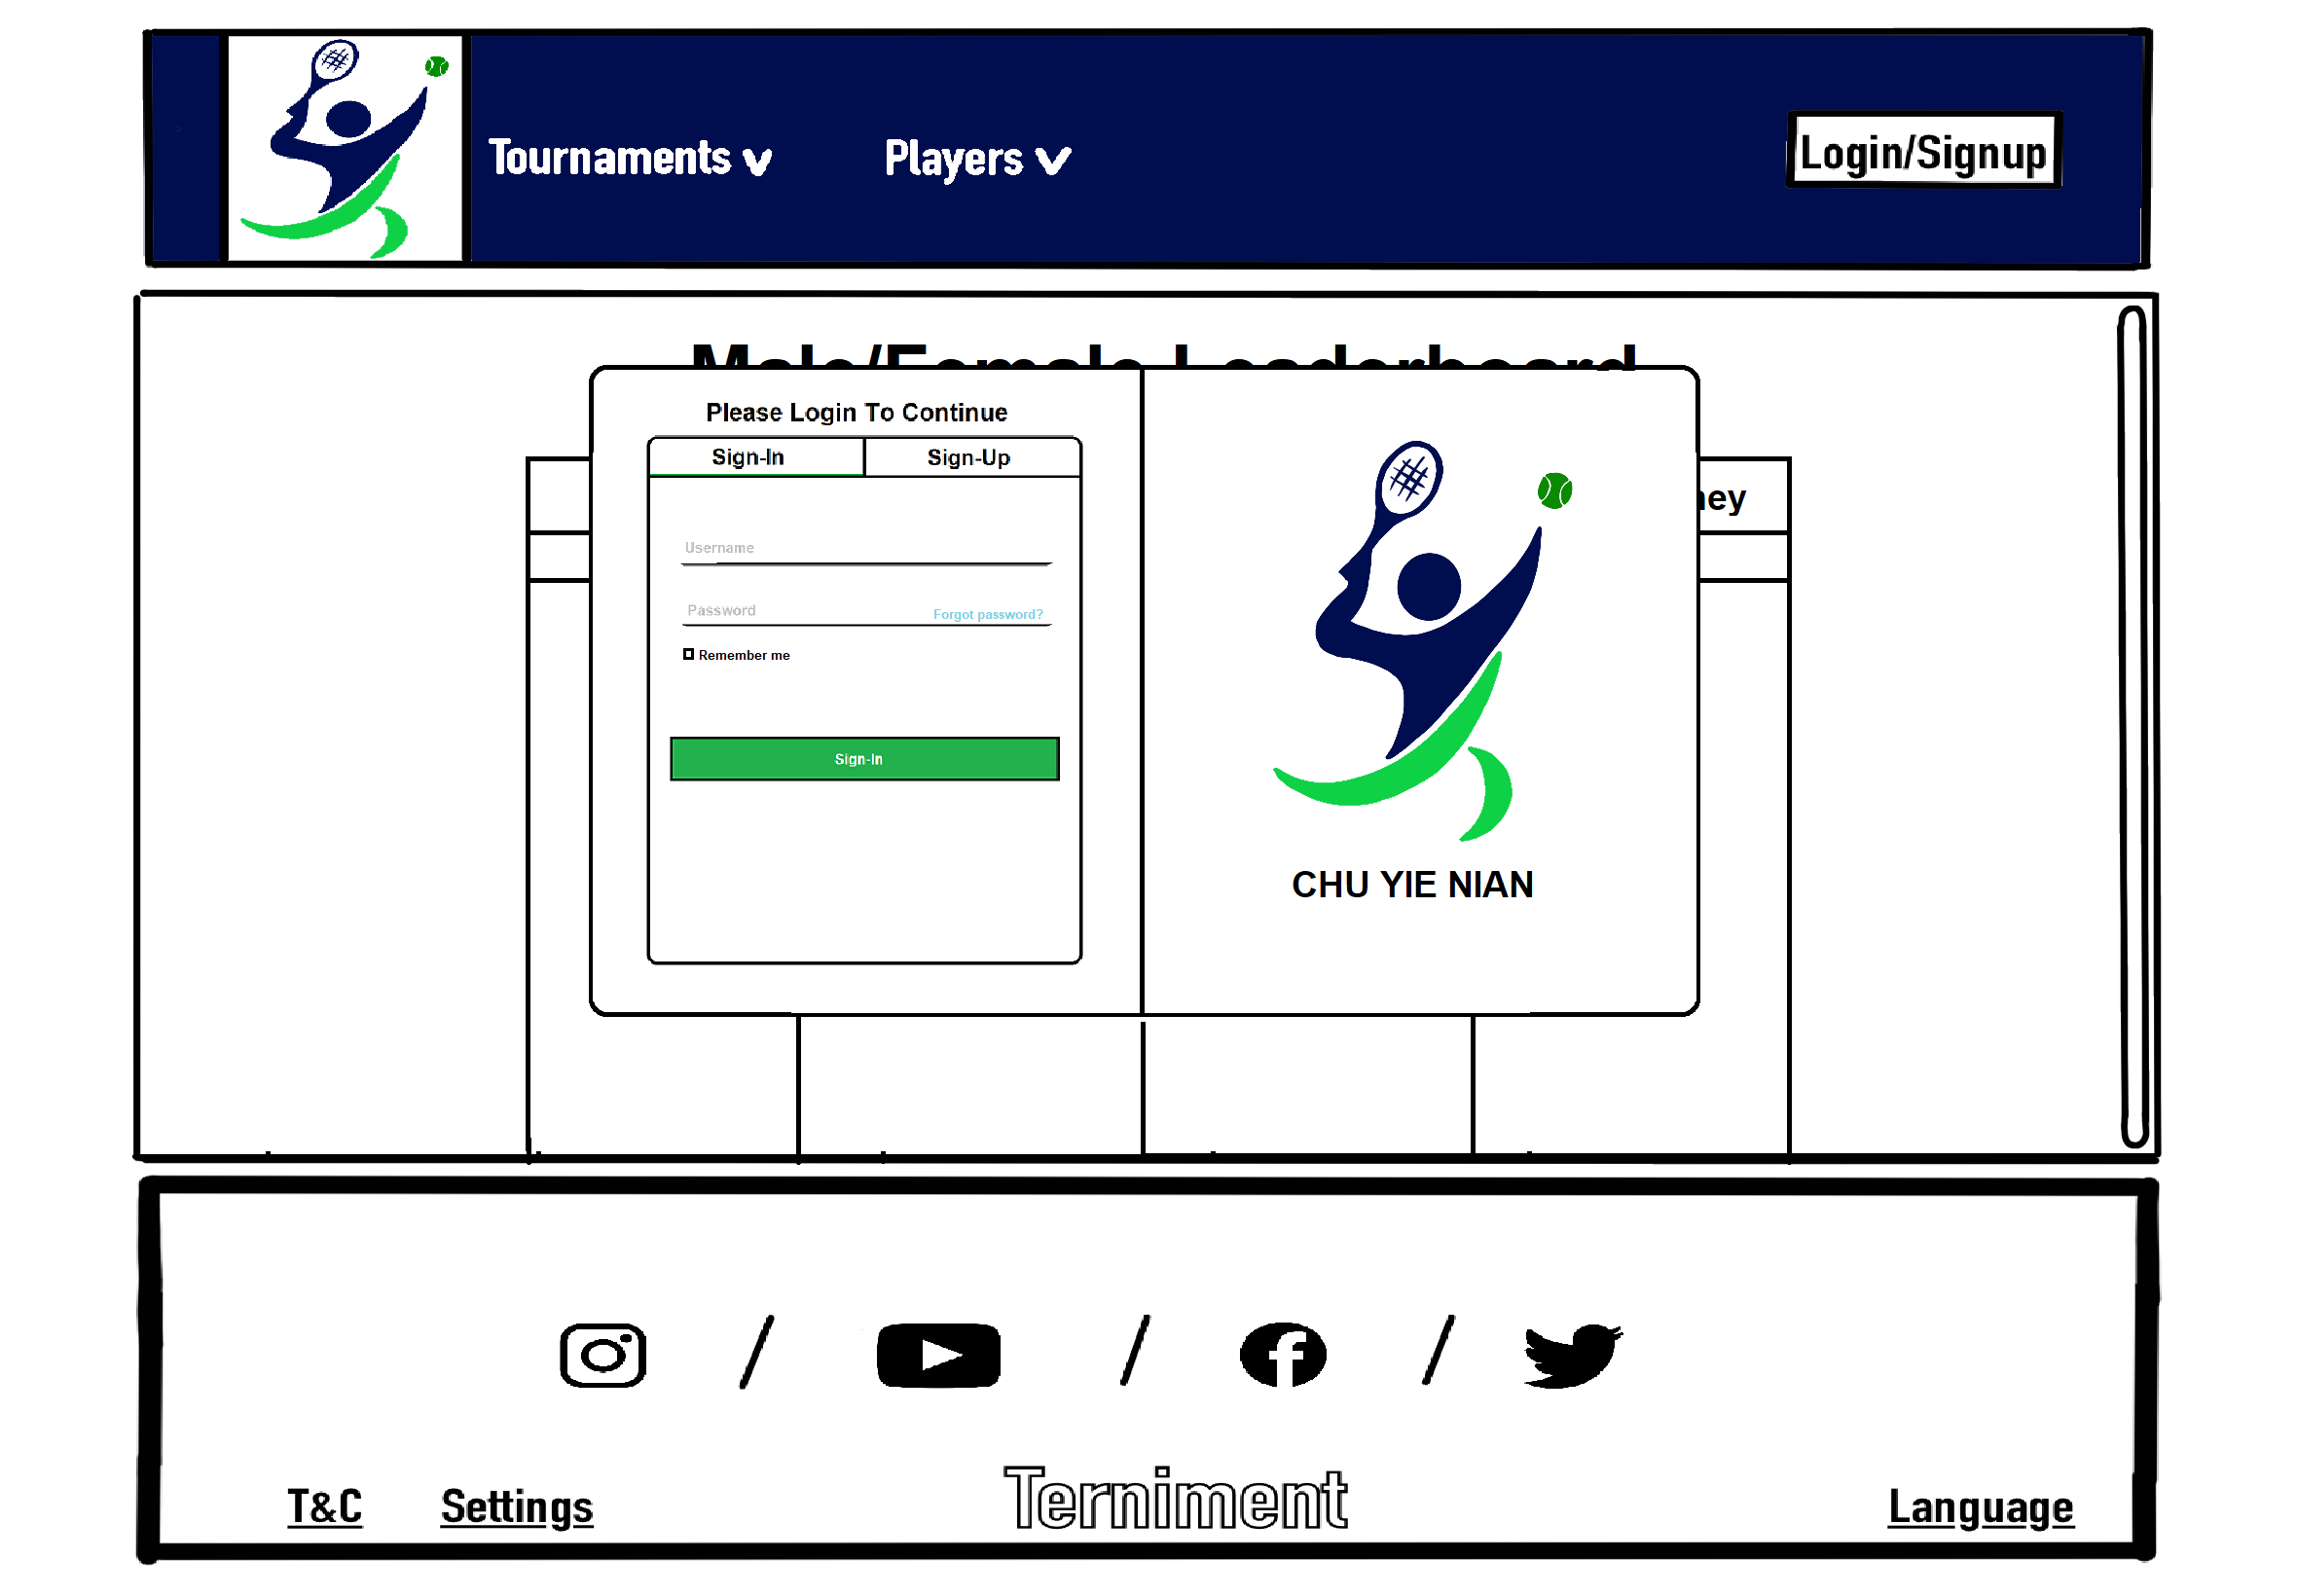 Tournaments
Players
Login/Signup
Male/Female Leaderboard
Please Login To Continue
Sign-In
Sign-Up
ney
Username
Password
Forgot password?
Remember me
Sign-In
CHU YIE NIAN
T&C
Settings
Terniment
Language